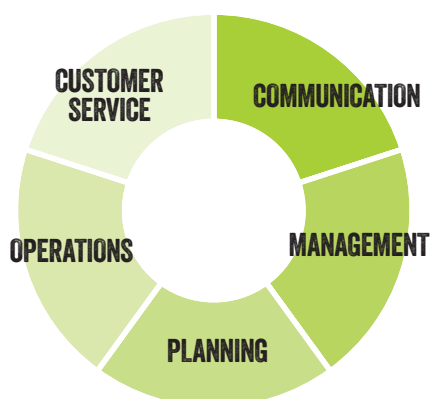 CUSTOMER
SERVICE
COMMUNICATION
OPERATIONS
MANAGEMENT
PLANNING